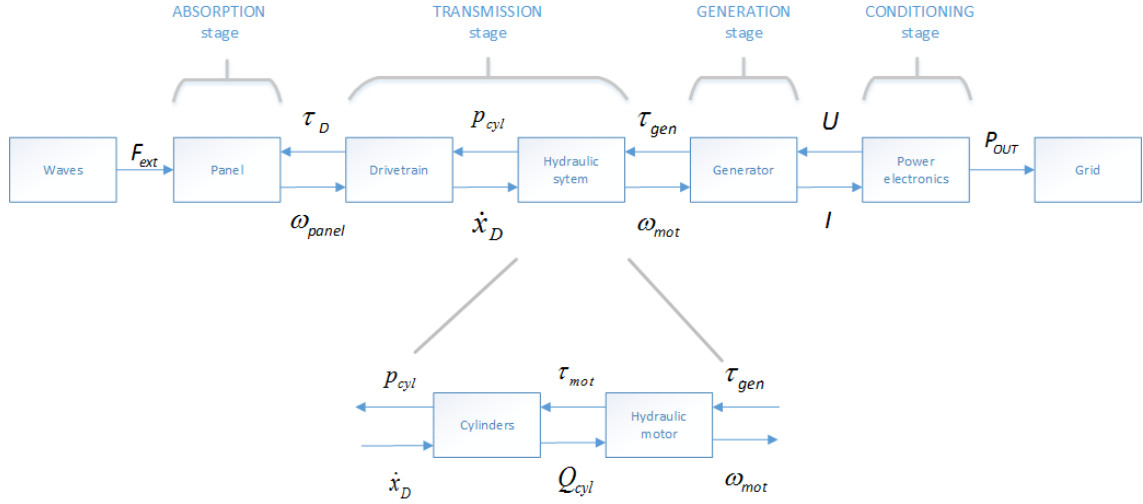 ABSORPTION
stage
TRANSMISSION
stage
GENERATION
stage
CONDITIONING
stage
τ_D
p_cyl
τ_gen
U
F_ext
P_OUT
Waves
Panel
Drivetrain
Hydraulic
sytem
Generator
Power
electronics
Grid
ω_panel
ẋ_D
ω_mot
I
p_cyl
τ_mot
τ_gen
Cylinders
Hydraulic
motor
ẋ_D
Q_cyl
ω_mot